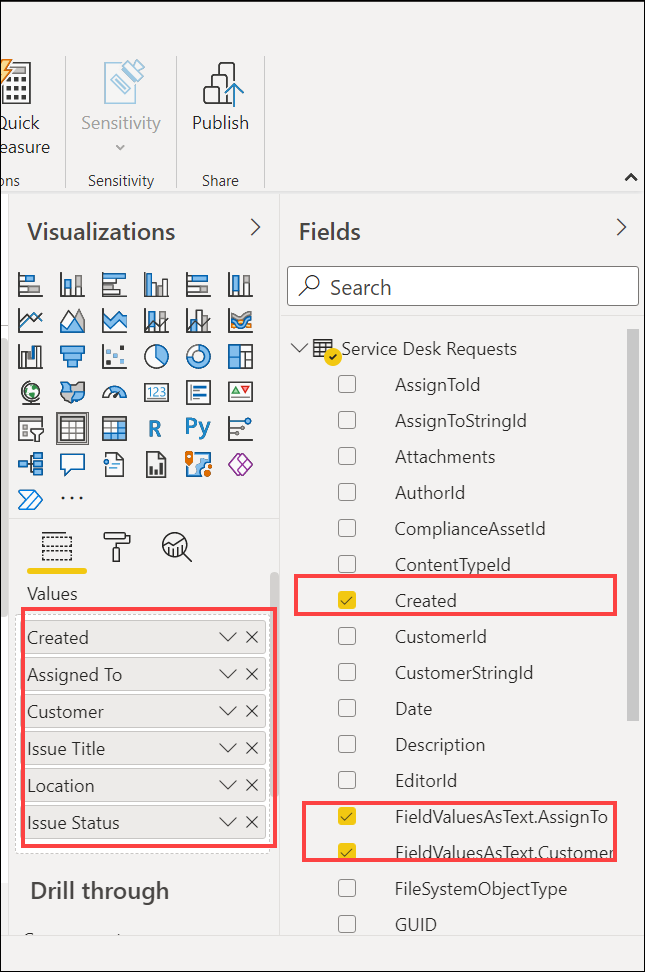 Quick
easure
Sensitivity
Publish
ons
Sensitivity
Share
Visualizations
Fields
Search
123
R
Py
...
Values
Created
Assigned To
Customer
Issue Title
Location
Issue Status
Drill through
Service Desk Requests
AssignToId
AssignToStringId
Attachments
AuthorId
ComplianceAssetId
ContentTypeId
Created
CustomerId
CustomerStringId
Date
Description
EditorId
FieldValuesAsText.AssignTo
FieldValuesAsText.Customer
FileSystemObjectType
GUID